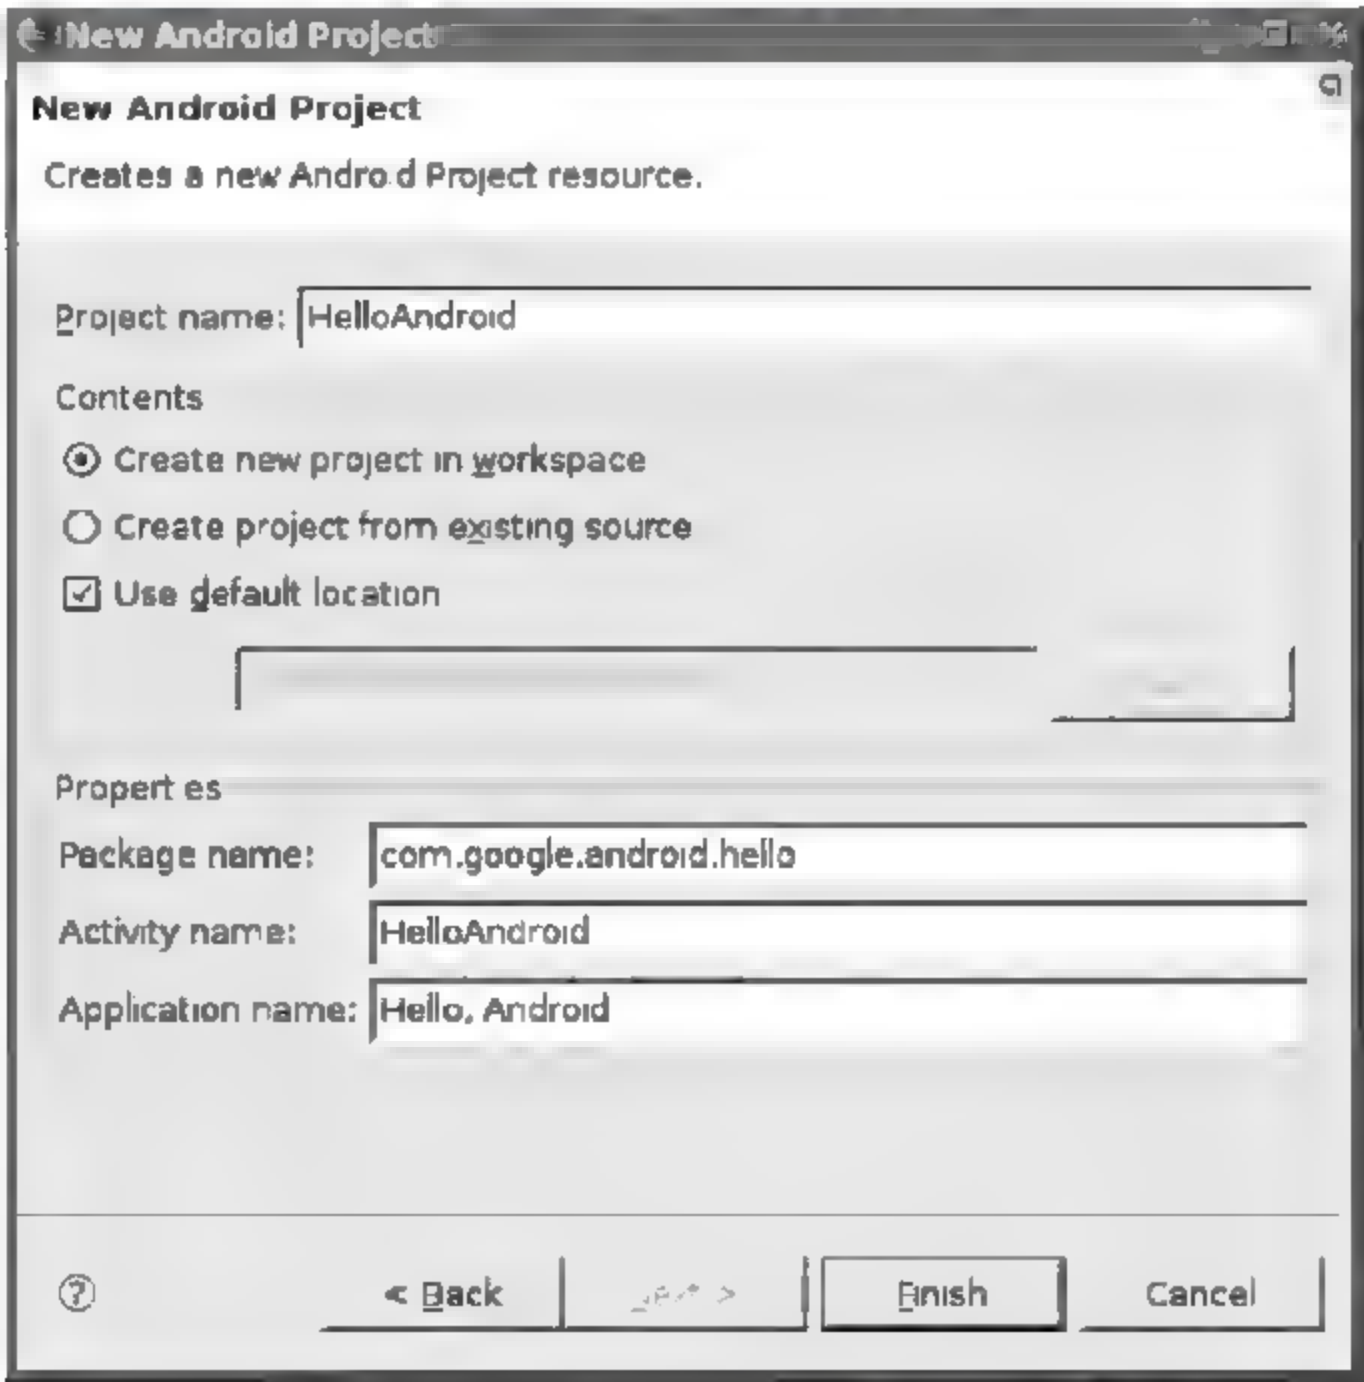 New Android Project
New Android Project
Creates a new Android Project resource.
Project name: HelloAndroid
Contents
Create new project in workspace
Create project from existing source
Use default location
Properties
Package name: com.google.android.hello
Activity name: HelloAndroid
Application name: Hello, Android
< Back Next > Finish Cancel